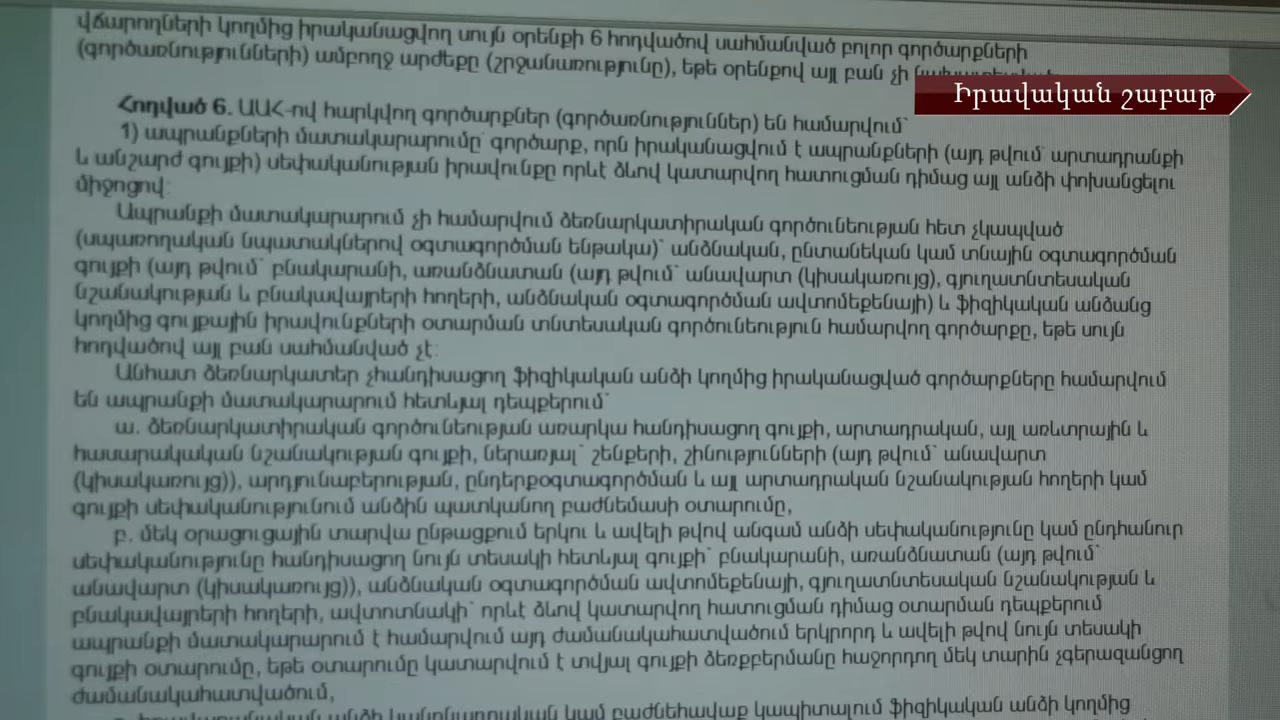 վճարողների կողմից իրականացվող սույն օրենքի 6 հոդվածով սահմանված բոլոր գործարքների
(գործառնությունների) ամբողջ արժեքը (շրջանառությունը), եթե օրենքով այլ բան չի
Իրավական շաբաթ
Հոդված 6. ԱԱՀ-ով հարկվող գործարքներ (գործառնություններ) են համարվում՝
1) ապրանքների մատակարարումը՝ գործարք, որն իրականացվում է ապրանքների (այդ թվում՝ արտադրանքի
և անշարժ գույքի) սեփականության իրավունքը որևէ ձևով կատարվող հատուցման դիմաց այլ անձի փոխանցելու
միջոցով:
Ապրանքի մատակարարում չի համարվում ձեռնարկատիրական գործունեության հետ չկապված
(սպառողական նպատակներով օգտագործման ենթակա)՝ անձնական, ընտանեկան կամ տնային օգտագործման
գույքի (այդ թվում՝ բնակարանի, առանձնատան (այդ թվում՝ անավարտ (կիսակառույց), գյուղատնտեսական
նշանակության և բնակավայրերի հողերի, անձնական օգտագործման ավտոմեքենայի) և ֆիզիկական անձանց
կողմից գույքային իրավունքների օտարման տնտեսական գործունեություն համարվող գործարքը, եթե սույն
հոդվածով այլ բան սահմանված չէ:
Անհատ ձեռնարկատեր չհանդիսացող ֆիզիկական անձի կողմից իրականացված գործարքները համարվում
են ապրանքի մատակարարում հետևյալ դեպքերում՝
ա. ձեռնարկատիրական գործունեության առարկա հանդիսացող գույքի, արտադրական, այլ առևտրային և
հասարակական նշանակության գույքի, ներառյալ՝ շենքերի, շինությունների (այդ թվում՝ անավարտ
(կիսակառույց)), արդյունաբերության, ընդերքօգտագործման և այլ արտադրական նշանակության հողերի կամ
գույքի սեփականությունում անձին պատկանող բաժնեմասի օտարումը,
բ. մեկ օրացուցային տարվա ընթացքում երկու և ավելի թվով անգամ անձի սեփականությունը կամ ընդհանուր
սեփականությունը հանդիսացող նույն տեսակի հետևյալ գույքի՝ բնակարանի, առանձնատան (այդ թվում՝
անավարտ (կիսակառույց)), անձնական օգտագործման ավտոմեքենայի, գյուղատնտեսական նշանակության և
բնակավայրերի հողերի, ավտոտնակի՝ որևէ ձևով կատարվող հատուցման դիմաց օտարման դեպքերում
ապրանքի մատակարարում է համարվում այդ ժամանակահատվածում երկրորդ և ավելի թվով նույն տեսակի
գույքի օտարումը, եթե օտարումը կատարվում է տվյալ գույքի ձեռքբերմանը հաջորդող մեկ տարին չգերազանցող
ժամանակահատվածում,
անձի կանոնադրական կամ բաժնեհավաք կապիտալում ֆիզիկական անձի կողմից